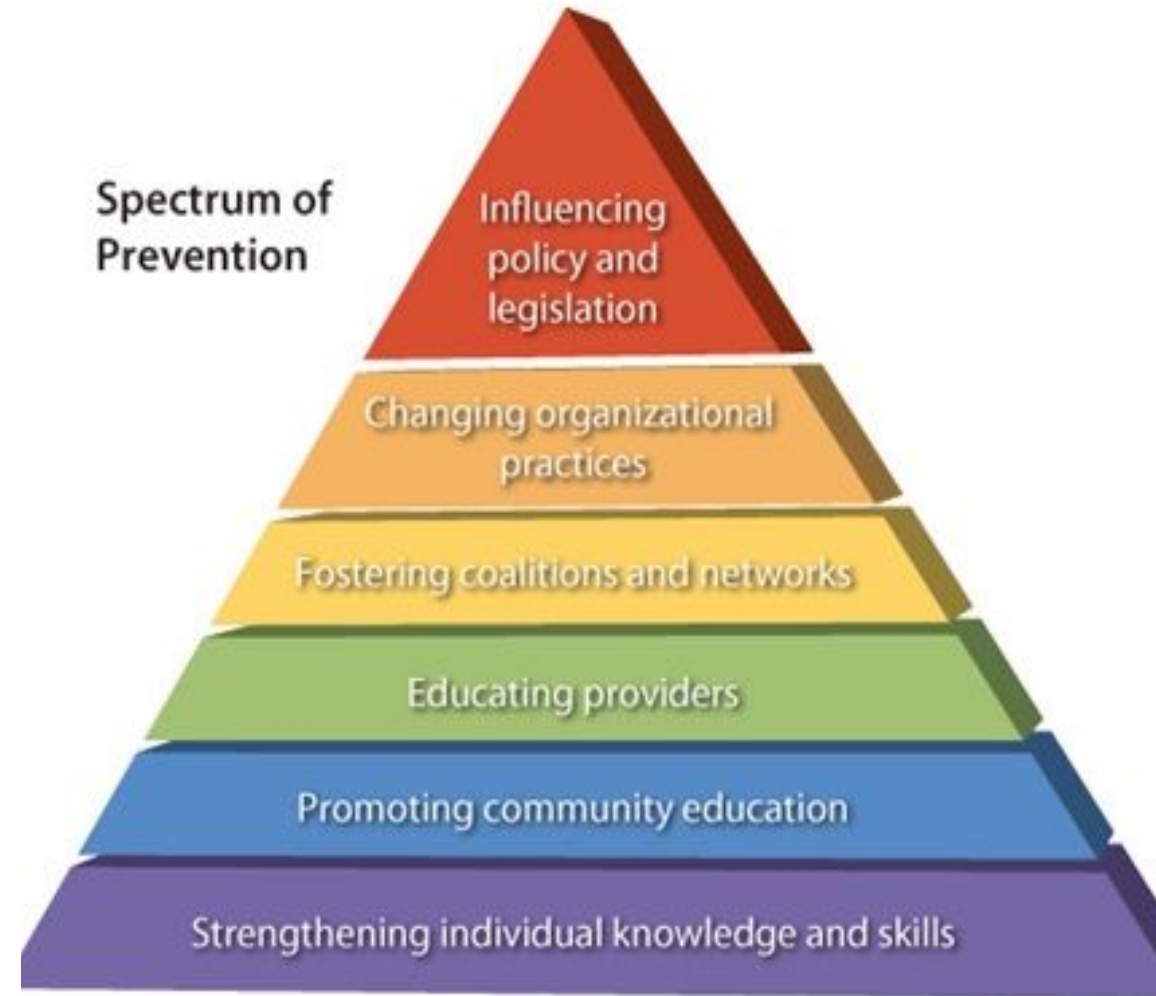 Spectrum of
Prevention
Influencing
policy and
legislation
Changing organizational
practices
Fostering coalitions and networks
Educating providers
Promoting community education
Strengthening individual knowledge and skills